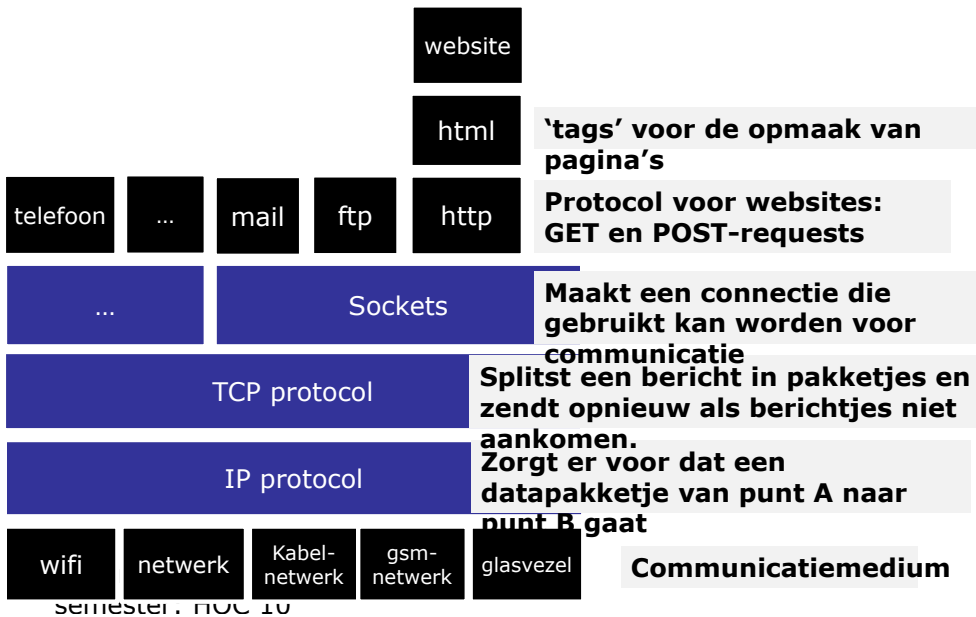 website
html
‘tags’ voor de opmaak van
pagina’s
telefoon
...
mail
ftp
http
Protocol voor websites:
GET en POST-requests
...
Sockets
Maakt een connectie die
gebruikt kan worden voor
communicatie
TCP protocol
Splitst een bericht in pakketjes en
zendt opnieuw als berichtjes niet
aankomen.
IP protocol
Zorgt er voor dat een
datapakketje van punt A naar
punt B gaat
wifi
netwerk
Kabel-
netwerk
gsm-
netwerk
glasvezel
Communicatiemedium
semester: HOC 10